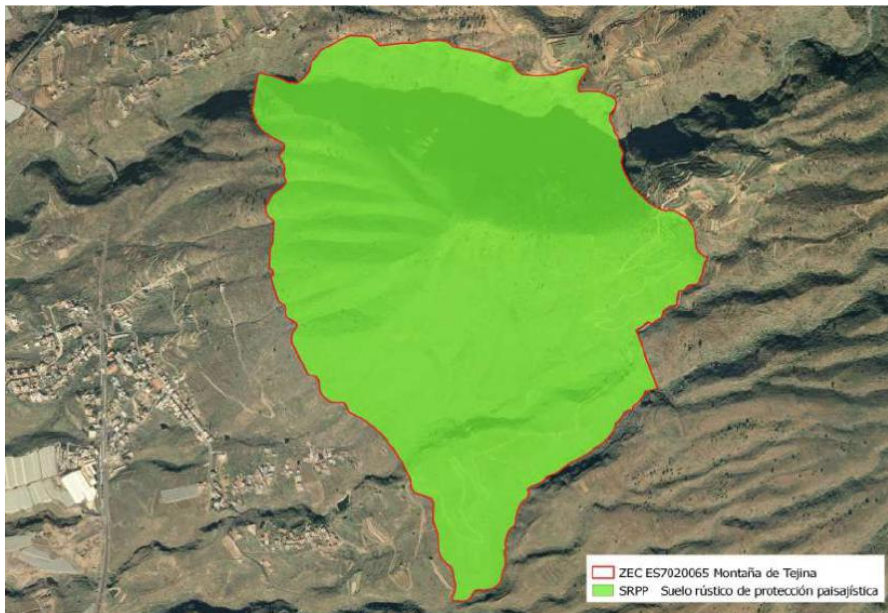 ZEC ES7020065 Montaña de Tejina
SRPP Suelo rústico de protección paisajística